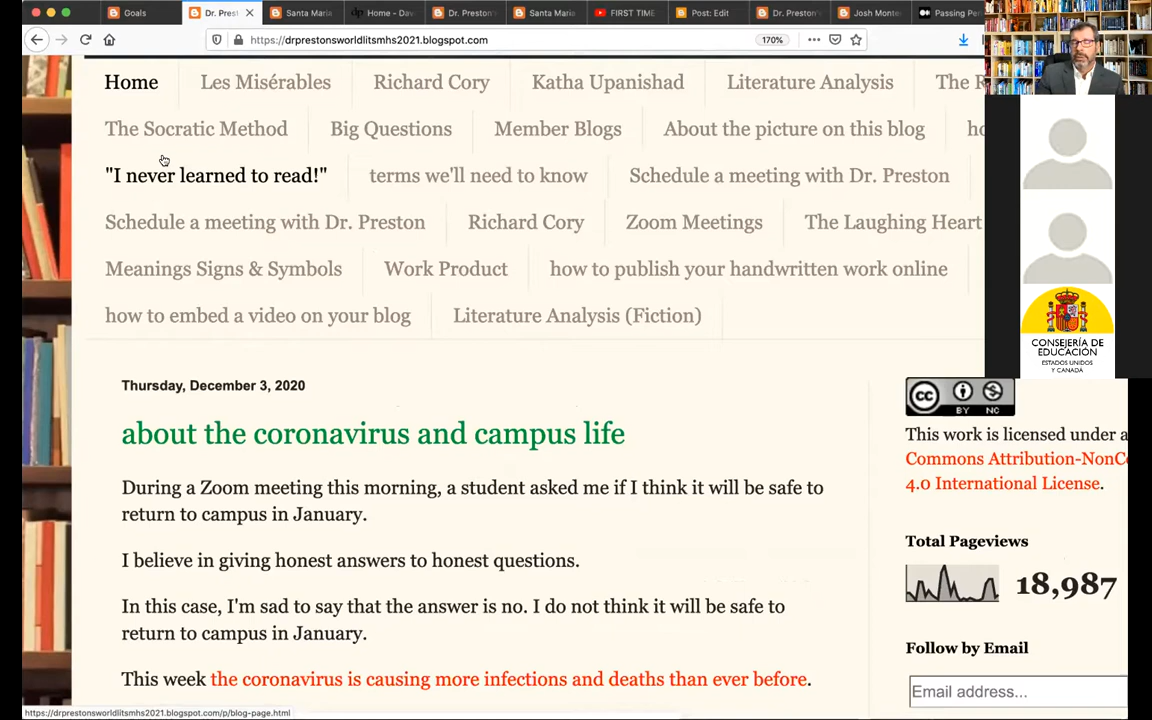 Goals
Dr. Prest
Santa Maria
Home – Dav
Dr. Preston'
Santa Maria
FIRST TIME
Post: Edit
Dr. Preston'
Josh Monte
Passing Pe
https://drprestonsworldlitsmhs2021.blogspot.com
170%
Home
Les Misérables
Richard Cory
Katha Upanishad
Literature Analysis
The R
The Socratic Method
Big Questions
Member Blogs
About the picture on this blog
ho
"I never learned to read!"
terms we'll need to know
Schedule a meeting with Dr. Preston
Schedule a meeting with Dr. Preston
Richard Cory
Zoom Meetings
The Laughing Heart
Meanings Signs & Symbols
Work Product
how to publish your handwritten work online
how to embed a video on your blog
Literature Analysis (Fiction)
CONSEJERÍA DE
EDUCACIÓN
ESTADOS UNIDOS
Y CANADÁ
Thursday, December 3, 2020
about the coronavirus and campus life
During a Zoom meeting this morning, a student asked me if I think it will be safe to
return to campus in January.
I believe in giving honest answers to honest questions.
In this case, I'm sad to say that the answer is no. I do not think it will be safe to
return to campus in January.
This week the coronavirus is causing more infections and deaths than ever before.
cc
BY NC
This work is licensed under a
Commons Attribution-NonCo
4.0 International License.
Total Pageviews
18,987
Follow by Email
Email address...
https://drprestonsworldlitsmhs2021.blogspot.com/p/blog-page.html